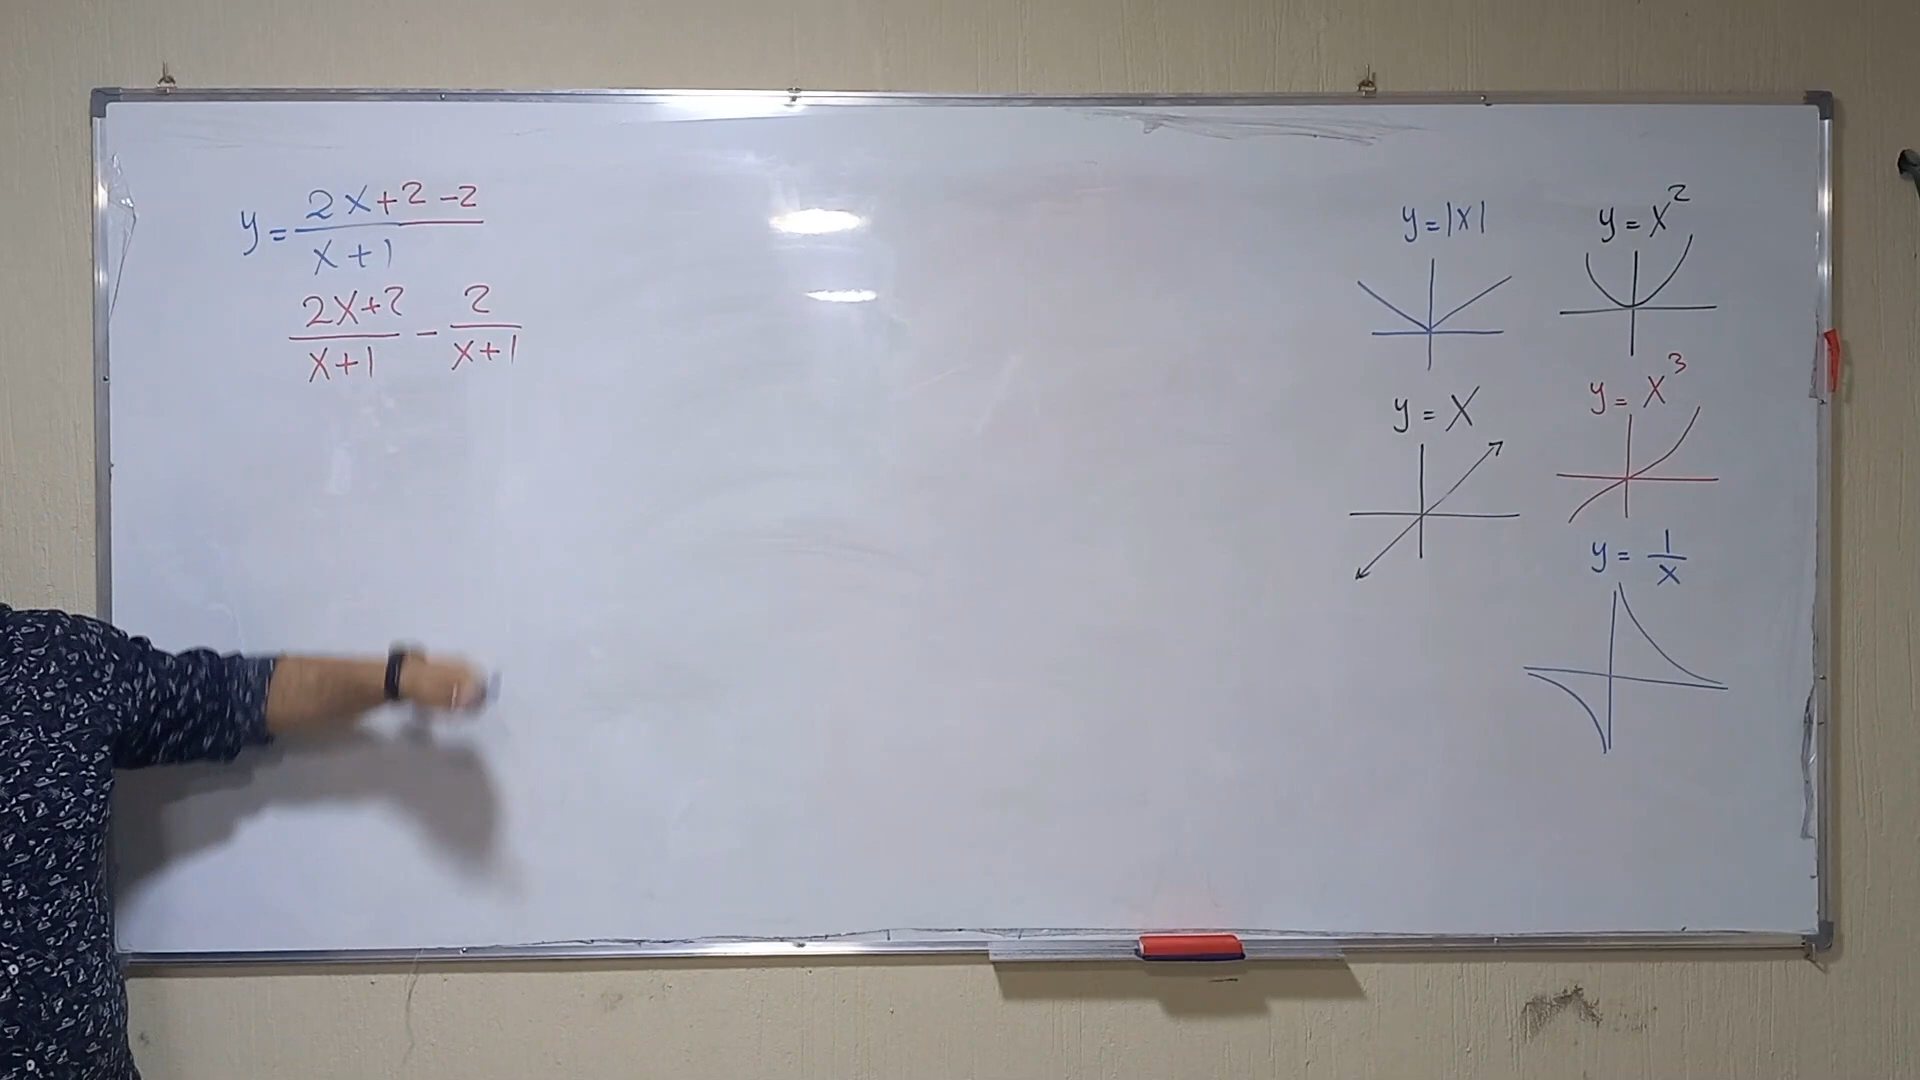 y = (2x+2-2)/(x+1)
(2x+2)/(x+1) - 2/(x+1)
y=|x|
y=x²
y=x
y=x³
y=1/x